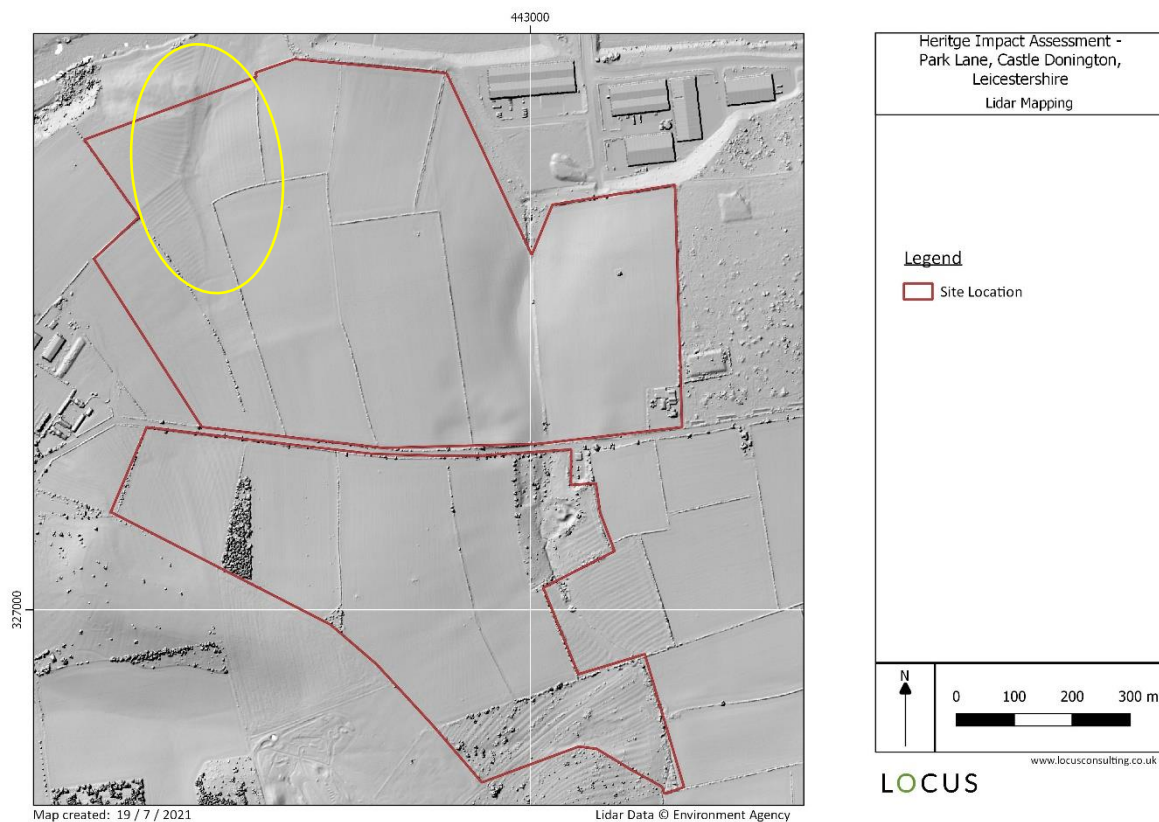 443000
327000
Map created: 19 / 7 / 2021
Lidar Data © Environment Agency
Heritge Impact Assessment -
Park Lane, Castle Donington,
Leicestershire
Lidar Mapping
Legend
Site Location
N
0 100 200 300 m
www.locusconsulting.co.uk
LOCUS